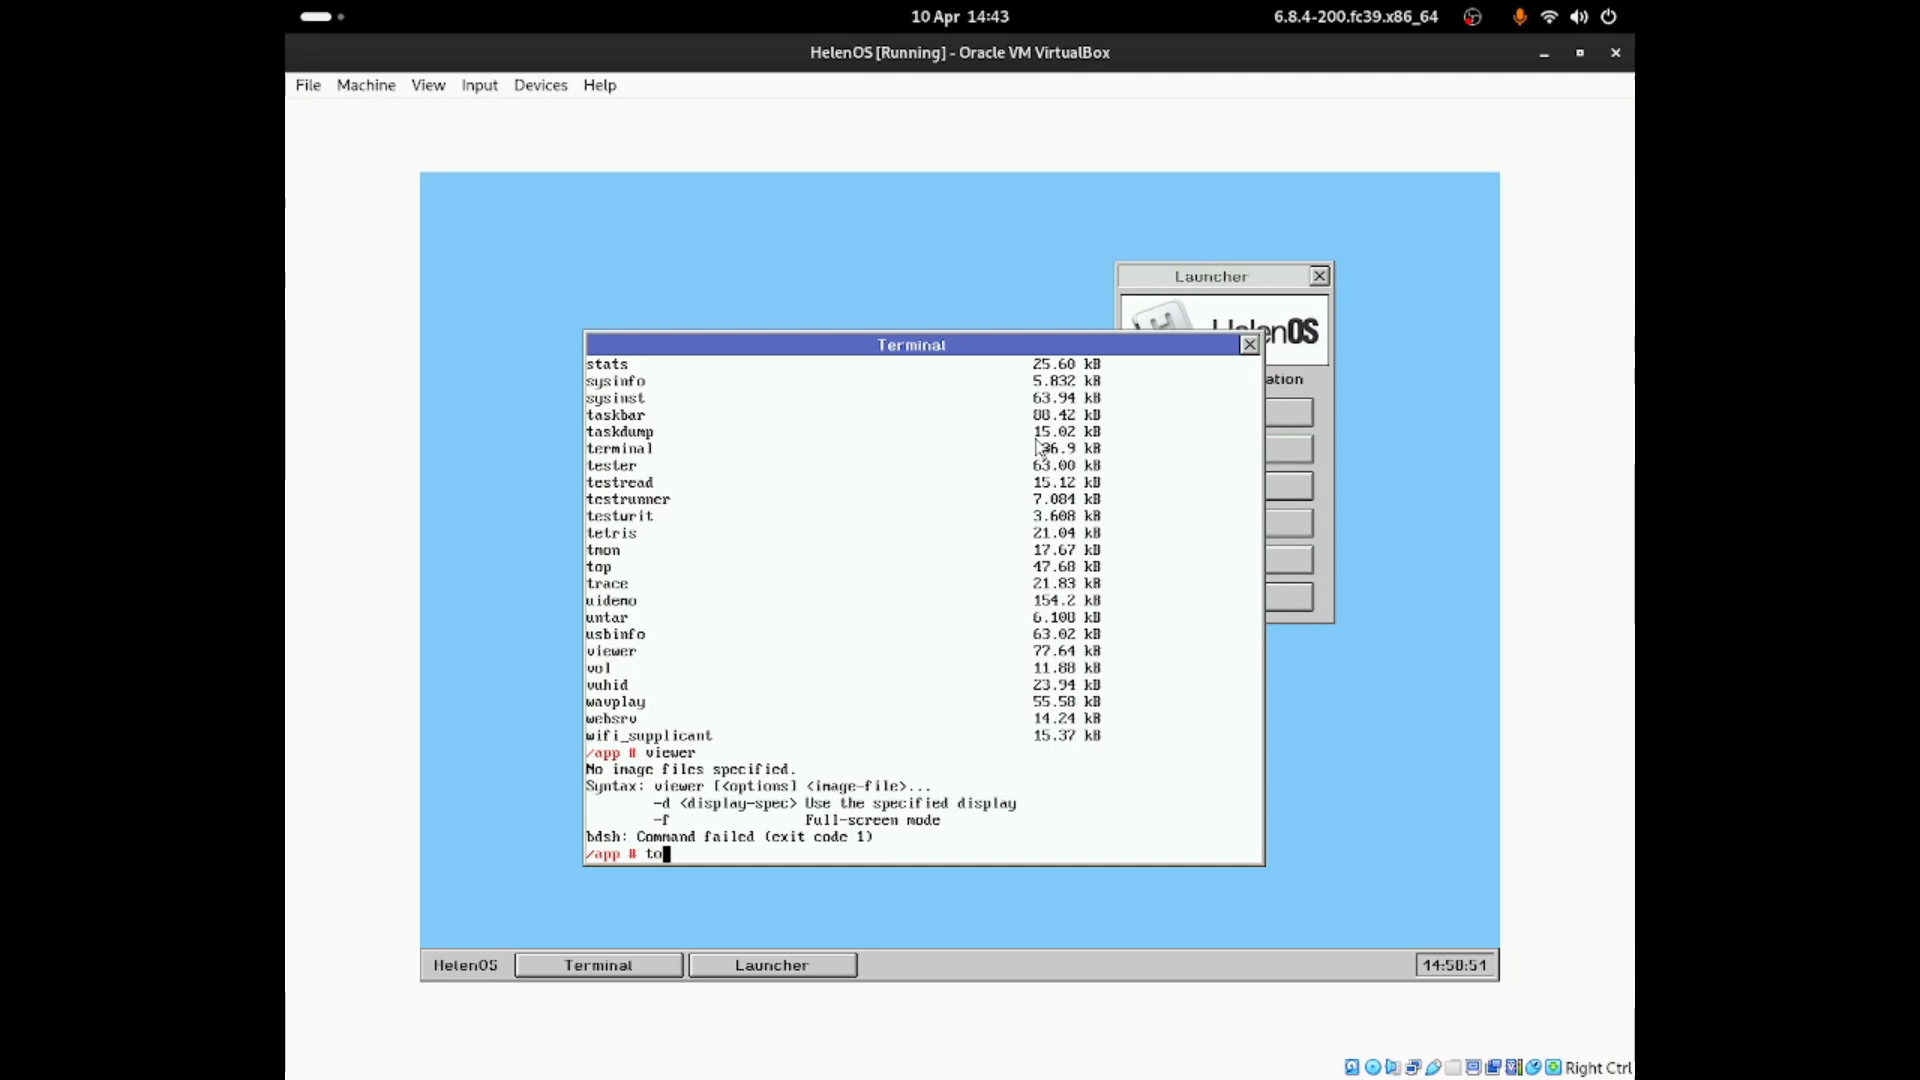 10 Apr 14:43
6.8.4-200.fc39.x86_64
HelenOS [Running] - Oracle VM VirtualBox
File Machine View Input Devices Help
Launcher
HelenOS
ation
Terminal
stats 25.60 kB
sysinfo 5.832 kB
sysinst 63.94 kB
taskbar 88.42 kB
taskdump 15.02 kB
terminal 36.9 kB
tester 63.00 kB
testread 15.12 kB
testrunner 7.084 kB
testwrit 3.608 kB
tetris 21.04 kB
tmon 17.67 kB
top 47.68 kB
trace 21.83 kB
uidemo 154.2 kB
untar 6.108 kB
usbinfo 63.02 kB
viewer 77.64 kB
vol 11.88 kB
vuhid 23.94 kB
wavplay 55.58 kB
websrv 14.24 kB
wifi_supplicant 15.37 kB
/app # viewer
No image files specified.
Syntax: viewer [<options] <image-file>...
-d <display-spec> Use the specified display
-f Full-screen mode
bdsh: Command failed (exit code 1)
/app # to
HelenOS Terminal Launcher
Right Ctrl